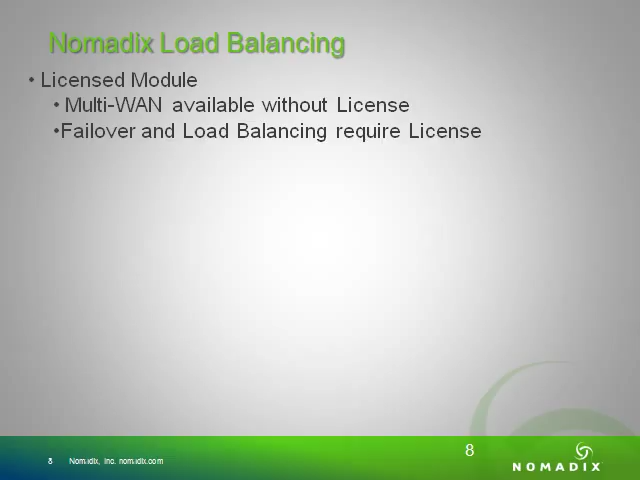 Nomadix Load Balancing
• Licensed Module
• Multi-WAN available without License
•Failover and Load Balancing require License
8
8 Nomadix, Inc. nomadix.com
NOMADIX